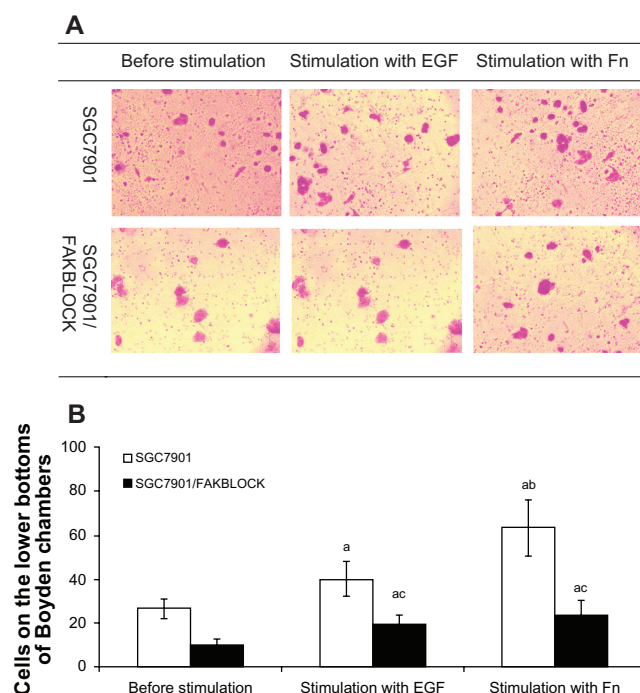 A
Before stimulation
Stimulation with EGF
Stimulation with Fn
SGC7901
SGC7901/
FAKBLOCK
B
Cells on the lower bottoms
of Boyden chambers
100
80
60
40
20
0
SGC7901
SGC7901/FAKBLOCK
a
ac
ab
ac
Before stimulation
Stimulation with EGF
Stimulation with Fn